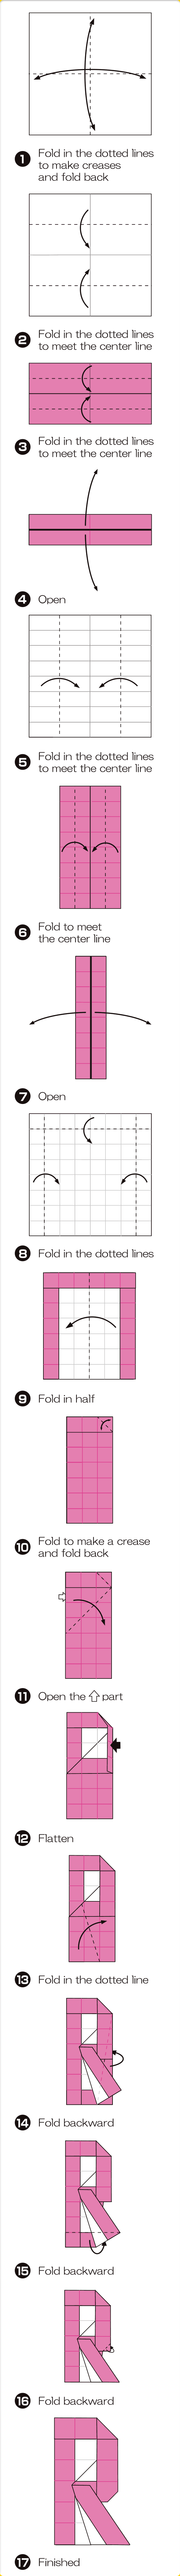 1 Fold in the dotted lines
to make creases
and fold back
2 Fold in the dotted lines
to meet the center line
3 Fold in the dotted lines
to meet the center line
4 Open
5 Fold in the dotted lines
to meet the center line
6 Fold to meet
the center line
7 Open
8 Fold in the dotted lines
9 Fold in half
10 Fold to make a crease
and fold back
11 Open the ⇧ part
12 Flatten
13 Fold in the dotted line
14 Fold backward
15 Fold backward
16 Fold backward
17 Finished